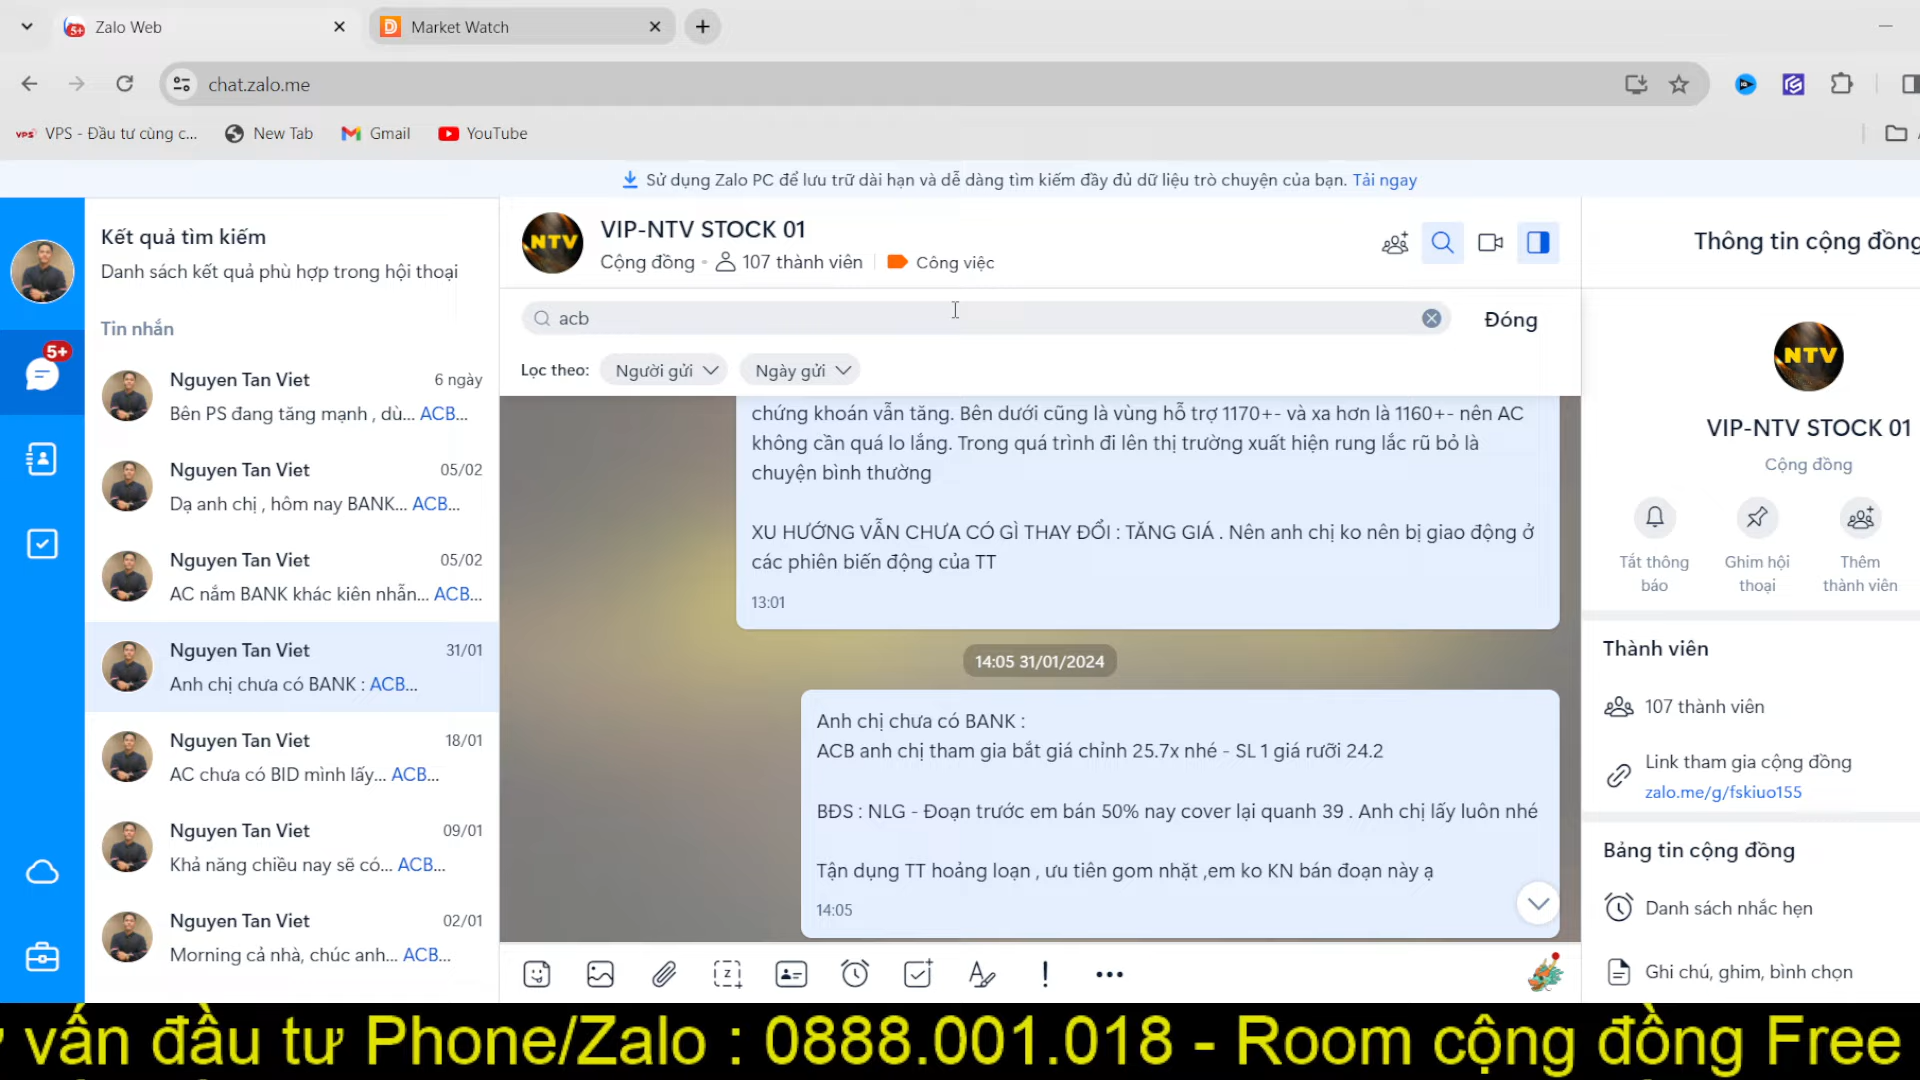 Zalo Web
Market Watch
chat.zalo.me
VPS - Đầu tư cùng c...
New Tab
Gmail
YouTube
Sử dụng Zalo PC để lưu trữ dài hạn và dễ dàng tìm kiếm đầy đủ dữ liệu trò chuyện của bạn. Tải ngay
5+
Kết quả tìm kiếm
Danh sách kết quả phù hợp trong hội thoại
Tin nhắn
Nguyen Tan Viet 6 ngày
Bên PS đang tăng mạnh , dù... ACB...
Nguyen Tan Viet 05/02
Dạ anh chị , hôm nay BANK... ACB...
Nguyen Tan Viet 05/02
AC nắm BANK khác kiên nhẫn... ACB...
Nguyen Tan Viet 31/01
Anh chị chưa có BANK : ACB...
Nguyen Tan Viet 18/01
AC chưa có BID mình lấy... ACB...
Nguyen Tan Viet 09/01
Khả năng chiều nay sẽ có... ACB...
Nguyen Tan Viet 02/01
Morning cả nhà, chúc anh... ACB...
NTV
VIP-NTV STOCK 01
Cộng đồng 107 thành viên Công việc
acb
Đóng
Lọc theo: Người gửi Ngày gửi
chứng khoán vẫn tăng. Bên dưới cũng là vùng hỗ trợ 1170+- và xa hơn là 1160+- nên AC
không cần quá lo lắng. Trong quá trình đi lên thị trường xuất hiện rung lắc rũ bỏ là
chuyện bình thường
XU HƯỚNG VẪN CHƯA CÓ GÌ THAY ĐỔI : TĂNG GIÁ . Nên anh chị ko nên bị giao động ở
các phiên biến động của TT
13:01
14:05 31/01/2024
Anh chị chưa có BANK :
ACB anh chị tham gia bắt giá chỉnh 25.7x nhé - SL 1 giá rưỡi 24.2
BĐS : NLG - Đoạn trước em bán 50% nay cover lại quanh 39 . Anh chị lấy luôn nhé
Tận dụng TT hoảng loạn , ưu tiên gom nhặt ,em ko KN bán đoạn này ạ
14:05
Thông tin cộng đồng
NTV
VIP-NTV STOCK 01
Cộng đồng
Tắt thông báo
Ghim hội thoại
Thêm thành viên
Thành viên
107 thành viên
Link tham gia cộng đồng
zalo.me/g/fskiuo155
Bảng tin cộng đồng
Danh sách nhắc hẹn
Ghi chú, ghim, bình chọn
vấn đầu tư Phone/Zalo : 0888.001.018 - Room cộng đồng Free